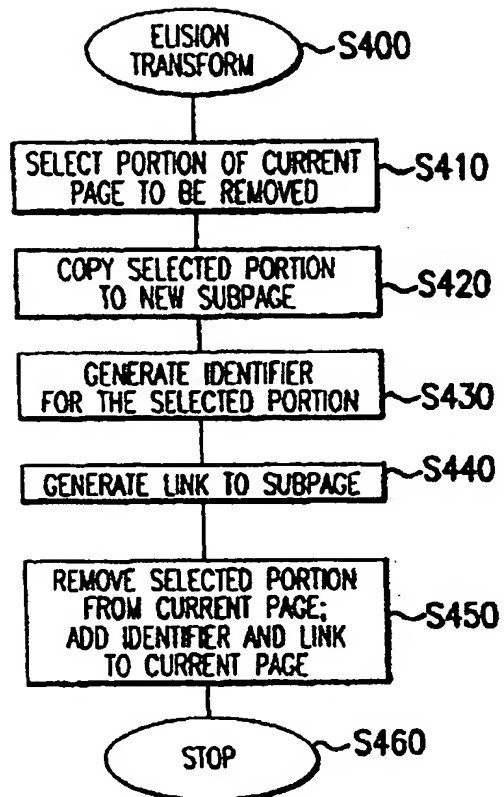 ELISION
TRANSFORM
S400
SELECT PORTION OF CURRENT
PAGE TO BE REMOVED
S410
COPY SELECTED PORTION
TO NEW SUBPAGE
S420
GENERATE IDENTIFIER
FOR THE SELECTED PORTION
S430
GENERATE LINK TO SUBPAGE
S440
REMOVE SELECTED PORTION
FROM CURRENT PAGE;
ADD IDENTIFIER AND LINK
TO CURRENT PAGE
S450
STOP
S460